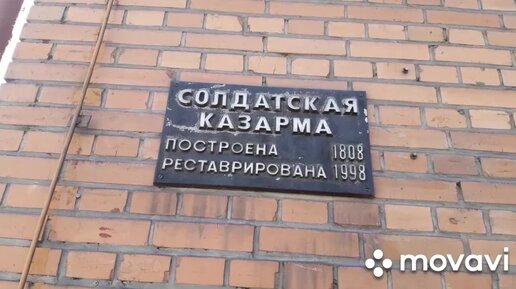 СОЛДАТСКАЯ
КАЗАРМА
ПОСТРОЕНА 1808
РЕСТАВРИРОВАНА 1998
movavi